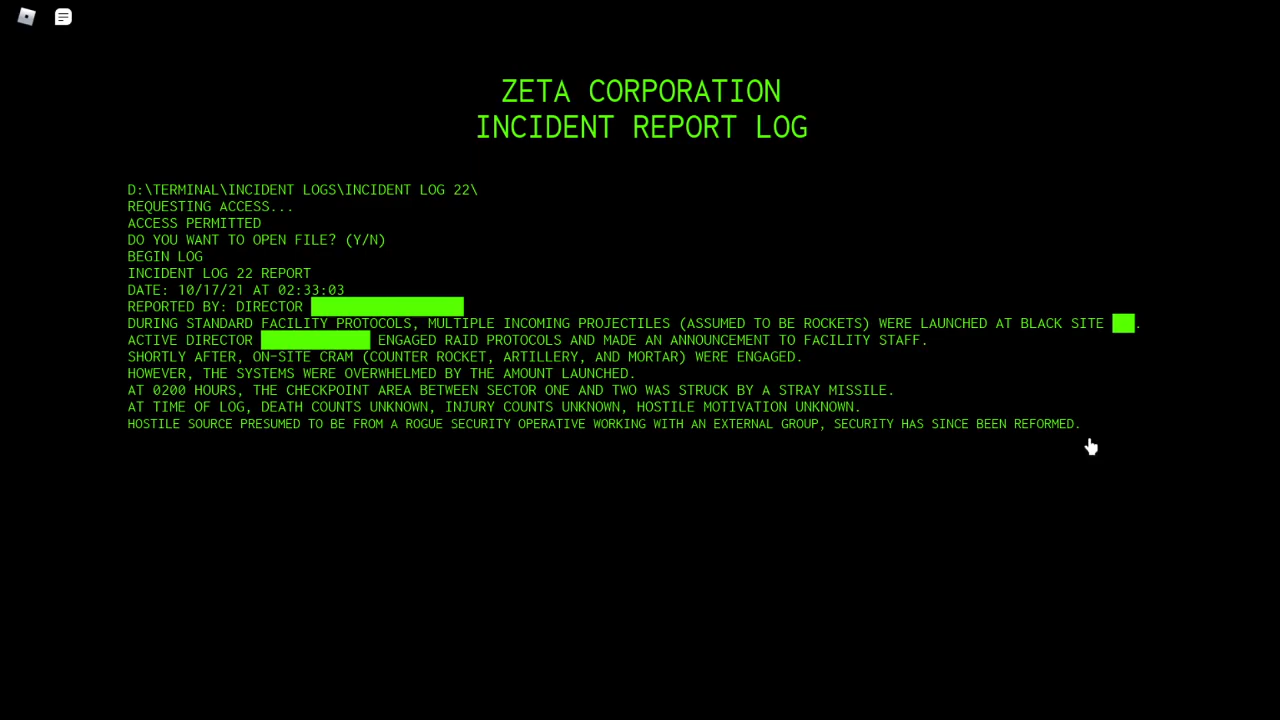 ZETA CORPORATION
INCIDENT REPORT LOG
D:\TERMINAL\INCIDENT LOGS\INCIDENT LOG 22\
REQUESTING ACCESS...
ACCESS PERMITTED
DO YOU WANT TO OPEN FILE? (Y/N)
BEGIN LOG
INCIDENT LOG 22 REPORT
DATE: 10/17/21 AT 02:33:03
REPORTED BY: DIRECTOR
DURING STANDARD FACILITY PROTOCOLS, MULTIPLE INCOMING PROJECTILES (ASSUMED TO BE ROCKETS) WERE LAUNCHED AT BLACK SITE .
ACTIVE DIRECTOR ENGAGED RAID PROTOCOLS AND MADE AN ANNOUNCEMENT TO FACILITY STAFF.
SHORTLY AFTER, ON-SITE CRAM (COUNTER ROCKET, ARTILLERY, AND MORTAR) WERE ENGAGED.
HOWEVER, THE SYSTEMS WERE OVERWHELMED BY THE AMOUNT LAUNCHED.
AT 0200 HOURS, THE CHECKPOINT AREA BETWEEN SECTOR ONE AND TWO WAS STRUCK BY A STRAY MISSILE.
AT TIME OF LOG, DEATH COUNTS UNKNOWN, INJURY COUNTS UNKNOWN, HOSTILE MOTIVATION UNKNOWN.
HOSTILE SOURCE PRESUMED TO BE FROM A ROGUE SECURITY OPERATIVE WORKING WITH AN EXTERNAL GROUP, SECURITY HAS SINCE BEEN REFORMED.